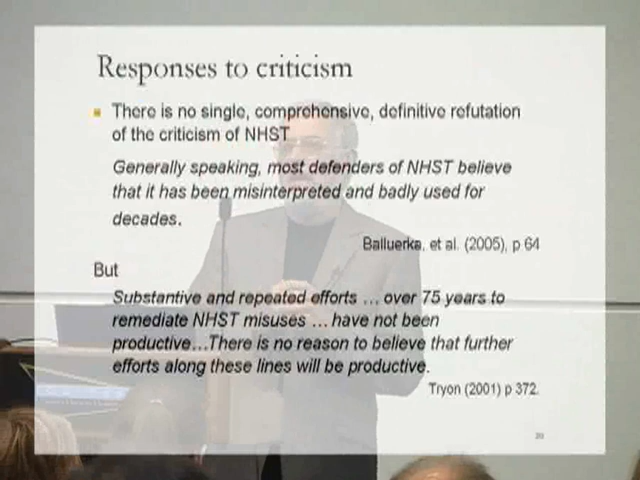 Responses to criticism
There is no single, comprehensive, definitive refutation
of the criticism of NHST
Generally speaking, most defenders of NHST believe
that it has been misinterpreted and badly used for
decades.
Balluerka, et al. (2005), p 64
But
Substantive and repeated efforts … over 75 years to
remediate NHST misuses … have not been
productive…There is no reason to believe that further
efforts along these lines will be productive.
Tryon (2001) p 372.